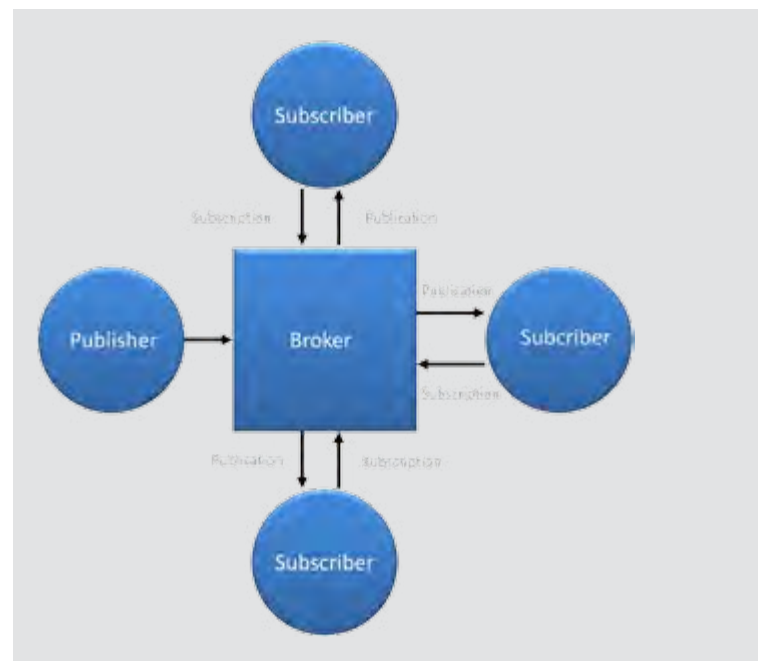 Subscriber
Subscription Publication
Publication
Publisher Broker Subcriber
Subscription
Publication Subscription
Subscriber